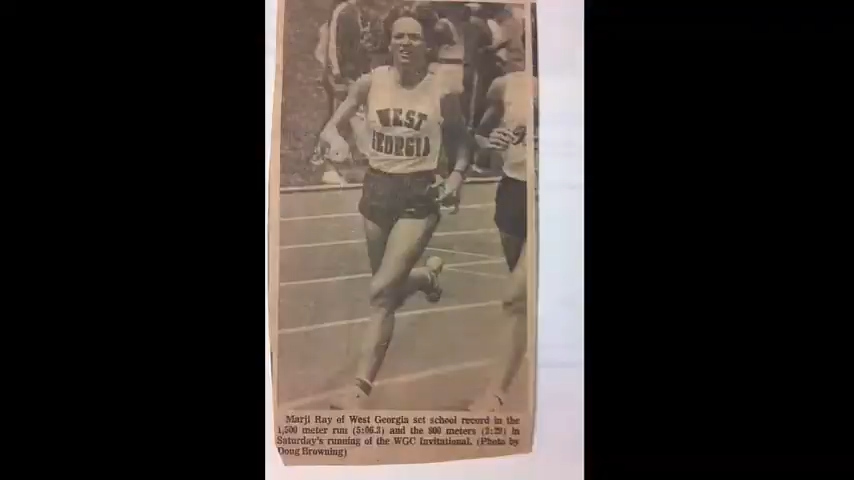 WEST
GEORGIA
Marji Ray of West Georgia set school record in the
1,500 meter run (5:06.3) and the 800 meters (2:29) in
Saturday's running of the WGC Invitational. (Photo by
Doug Browning)